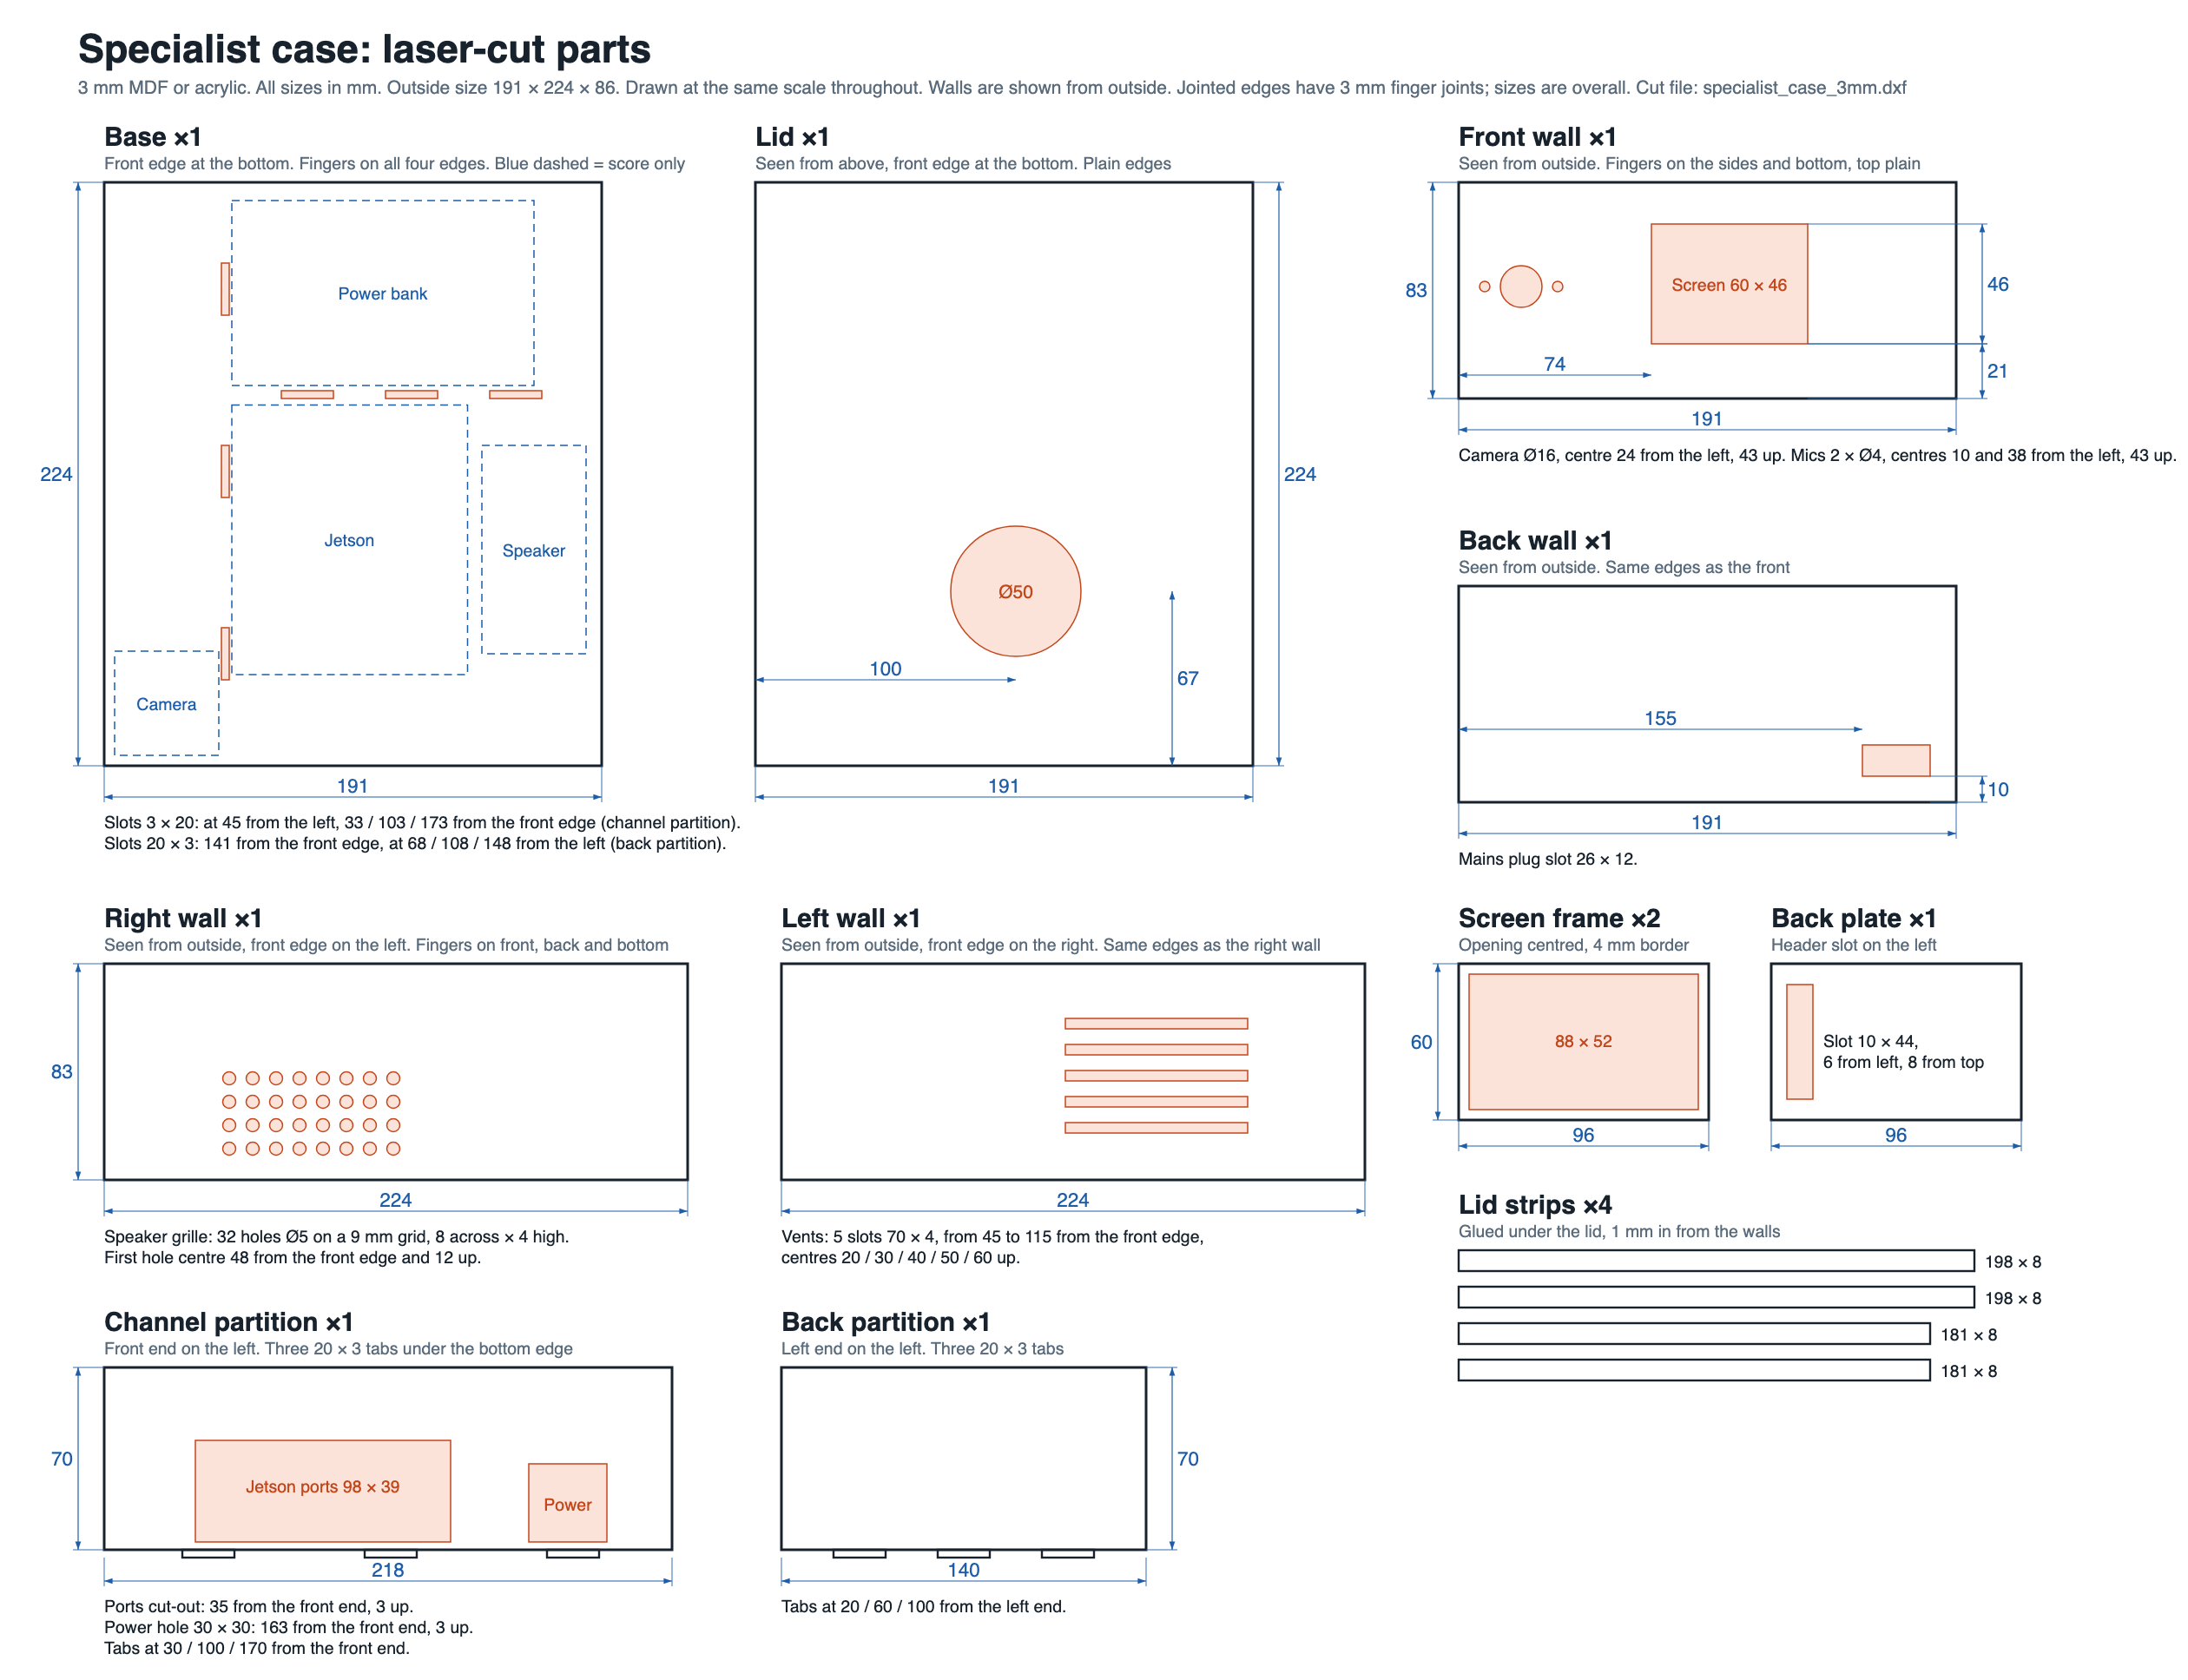 Specialist case: laser-cut parts
3 mm MDF or acrylic. All sizes in mm. Outside size 191 × 224 × 86. Drawn at the same scale throughout. Walls are shown from outside. Jointed edges have 3 mm finger joints; sizes are overall. Cut file: specialist_case_3mm.dxf
Base ×1
Front edge at the bottom. Fingers on all four edges. Blue dashed = score only
Power bank
Jetson
Speaker
Camera
224
191
Slots 3 × 20: at 45 from the left, 33 / 103 / 173 from the front edge (channel partition).
Slots 20 × 3: 141 from the front edge, at 68 / 108 / 148 from the left (back partition).
Lid ×1
Seen from above, front edge at the bottom. Plain edges
Ø50
100
67
224
191
Front wall ×1
Seen from outside. Fingers on the sides and bottom, top plain
Screen 60 × 46
83
46
74
21
191
Camera Ø16, centre 24 from the left, 43 up. Mics 2 × Ø4, centres 10 and 38 from the left, 43 up.
Back wall ×1
Seen from outside. Same edges as the front
155
10
191
Mains plug slot 26 × 12.
Right wall ×1
Seen from outside, front edge on the left. Fingers on front, back and bottom
83
224
Speaker grille: 32 holes Ø5 on a 9 mm grid, 8 across × 4 high.
First hole centre 48 from the front edge and 12 up.
Left wall ×1
Seen from outside, front edge on the right. Same edges as the right wall
224
Vents: 5 slots 70 × 4, from 45 to 115 from the front edge,
centres 20 / 30 / 40 / 50 / 60 up.
Screen frame ×2
Opening centred, 4 mm border
88 × 52
60
96
Back plate ×1
Header slot on the left
Slot 10 × 44,
6 from left, 8 from top
96
Lid strips ×4
Glued under the lid, 1 mm in from the walls
198 × 8
198 × 8
181 × 8
181 × 8
Channel partition ×1
Front end on the left. Three 20 × 3 tabs under the bottom edge
Jetson ports 98 × 39
Power
70
218
Ports cut-out: 35 from the front end, 3 up.
Power hole 30 × 30: 163 from the front end, 3 up.
Tabs at 30 / 100 / 170 from the front end.
Back partition ×1
Left end on the left. Three 20 × 3 tabs
70
140
Tabs at 20 / 60 / 100 from the left end.